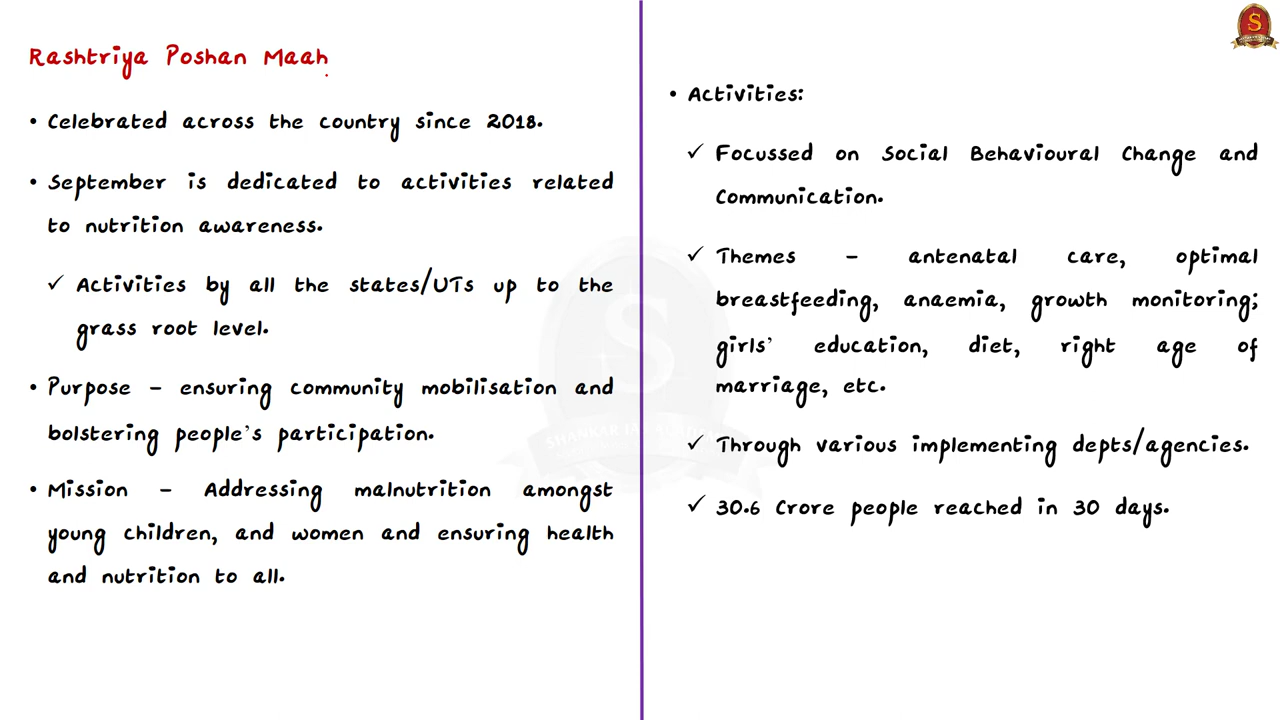 Rashtriya Poshan Maah
• Celebrated across the country since 2018.
• September is dedicated to activities related
to nutrition awareness.
✓ Activities by all the states/UTs up to the
grass root level.
• Purpose – ensuring community mobilisation and
bolstering people's participation.
• Mission – Addressing malnutrition amongst
young children, and women and ensuring health
and nutrition to all.
• Activities:
✓ Focussed on Social Behavioural Change and
Communication.
✓ Themes – antenatal care, optimal
breastfeeding, anaemia, growth monitoring;
girls' education, diet, right age of
marriage, etc.
✓ Through various implementing depts/agencies.
✓ 30.6 Crore people reached in 30 days.